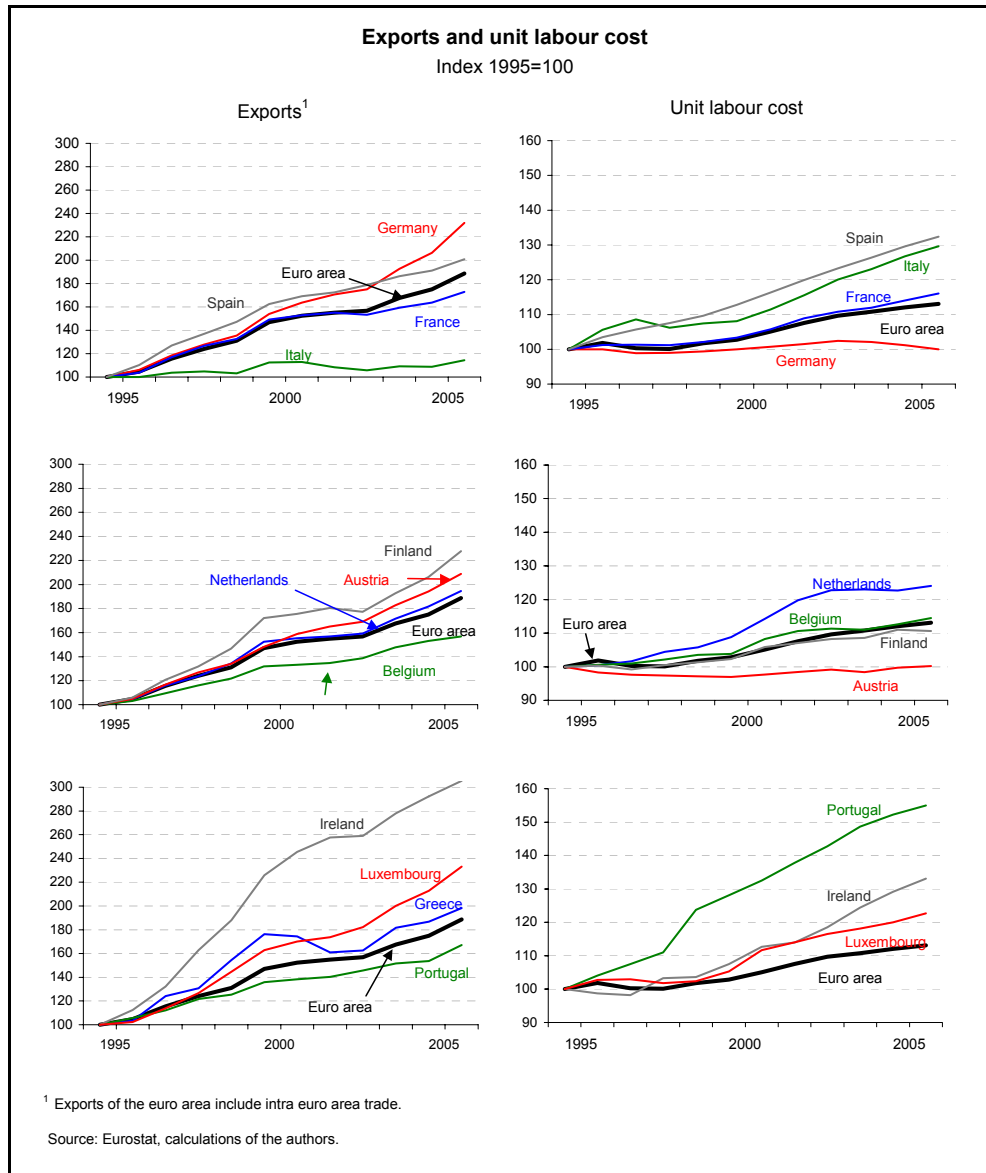 Exports and unit labour cost
Index 1995=100
Exports¹
Unit labour cost
300
280
260
240
220
200
180
160
140
120
100
1995
2000
2005
Germany
Euro area
Spain
France
Italy
160
150
140
130
120
110
100
90
1995
2000
2005
Spain
Italy
France
Euro area
Germany
300
280
260
240
220
200
180
160
140
120
100
1995
2000
2005
Finland
Netherlands
Austria
Euro area
Belgium
160
150
140
130
120
110
100
90
1995
2000
2005
Netherlands
Belgium
Euro area
Finland
Austria
300
280
260
240
220
200
180
160
140
120
100
1995
2000
2005
Ireland
Luxembourg
Greece
Portugal
Euro area
160
150
140
130
120
110
100
90
1995
2000
2005
Portugal
Ireland
Luxembourg
Euro area
¹ Exports of the euro area include intra euro area trade.
Source: Eurostat, calculations of the authors.